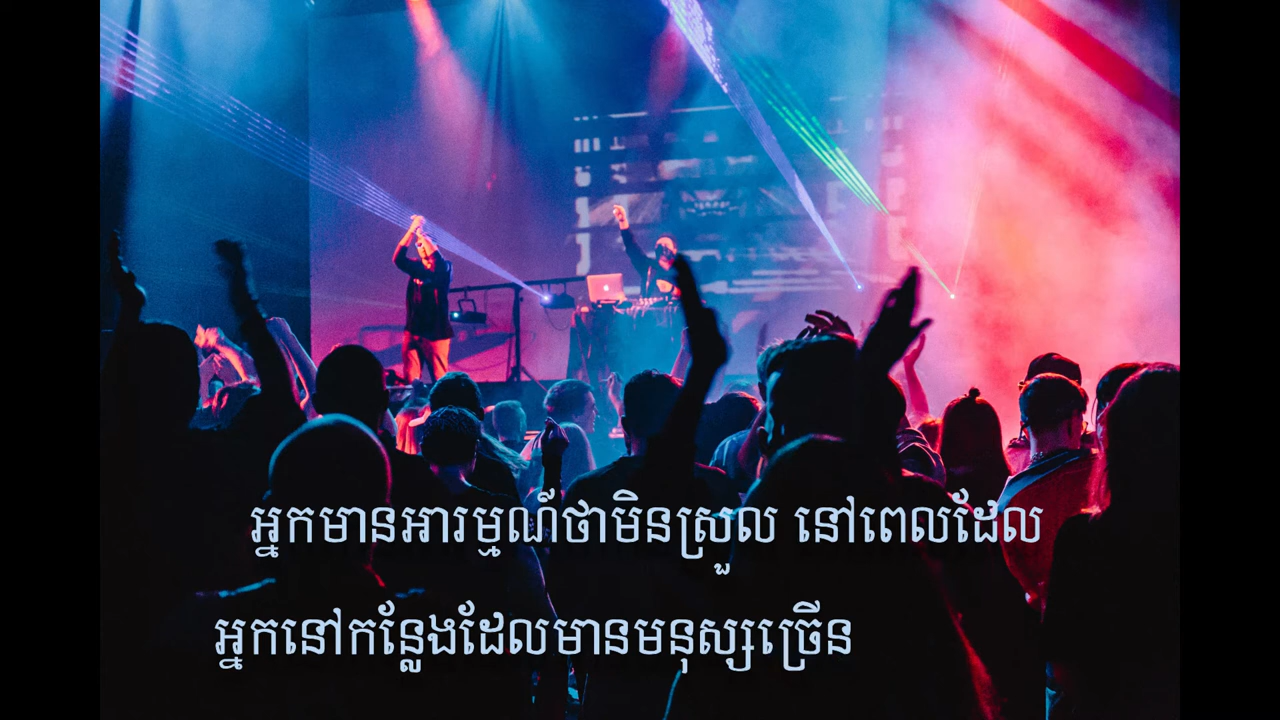 អ្នកមានអារម្មណ៍ថាមិនស្រួល នៅពេលដែល
អ្នកនៅកន្លែងដែលមានមនុស្សច្រើន